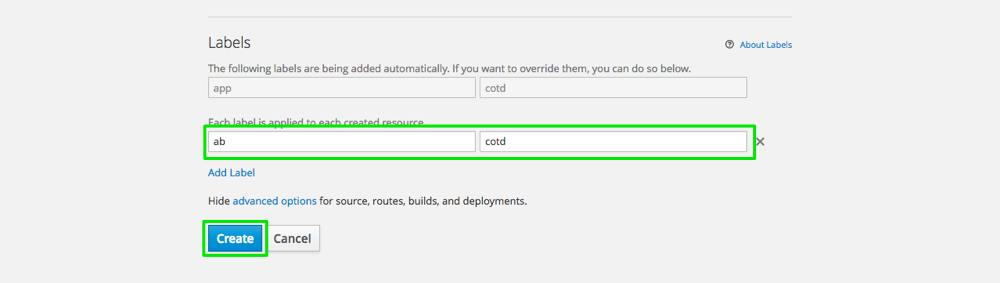 Labels
About Labels
The following labels are being added automatically. If you want to override them, you can do so below.
app cotd
Each label is applied to each created resource.
ab cotd
Add Label
Hide advanced options for source, routes, builds, and deployments.
Create Cancel